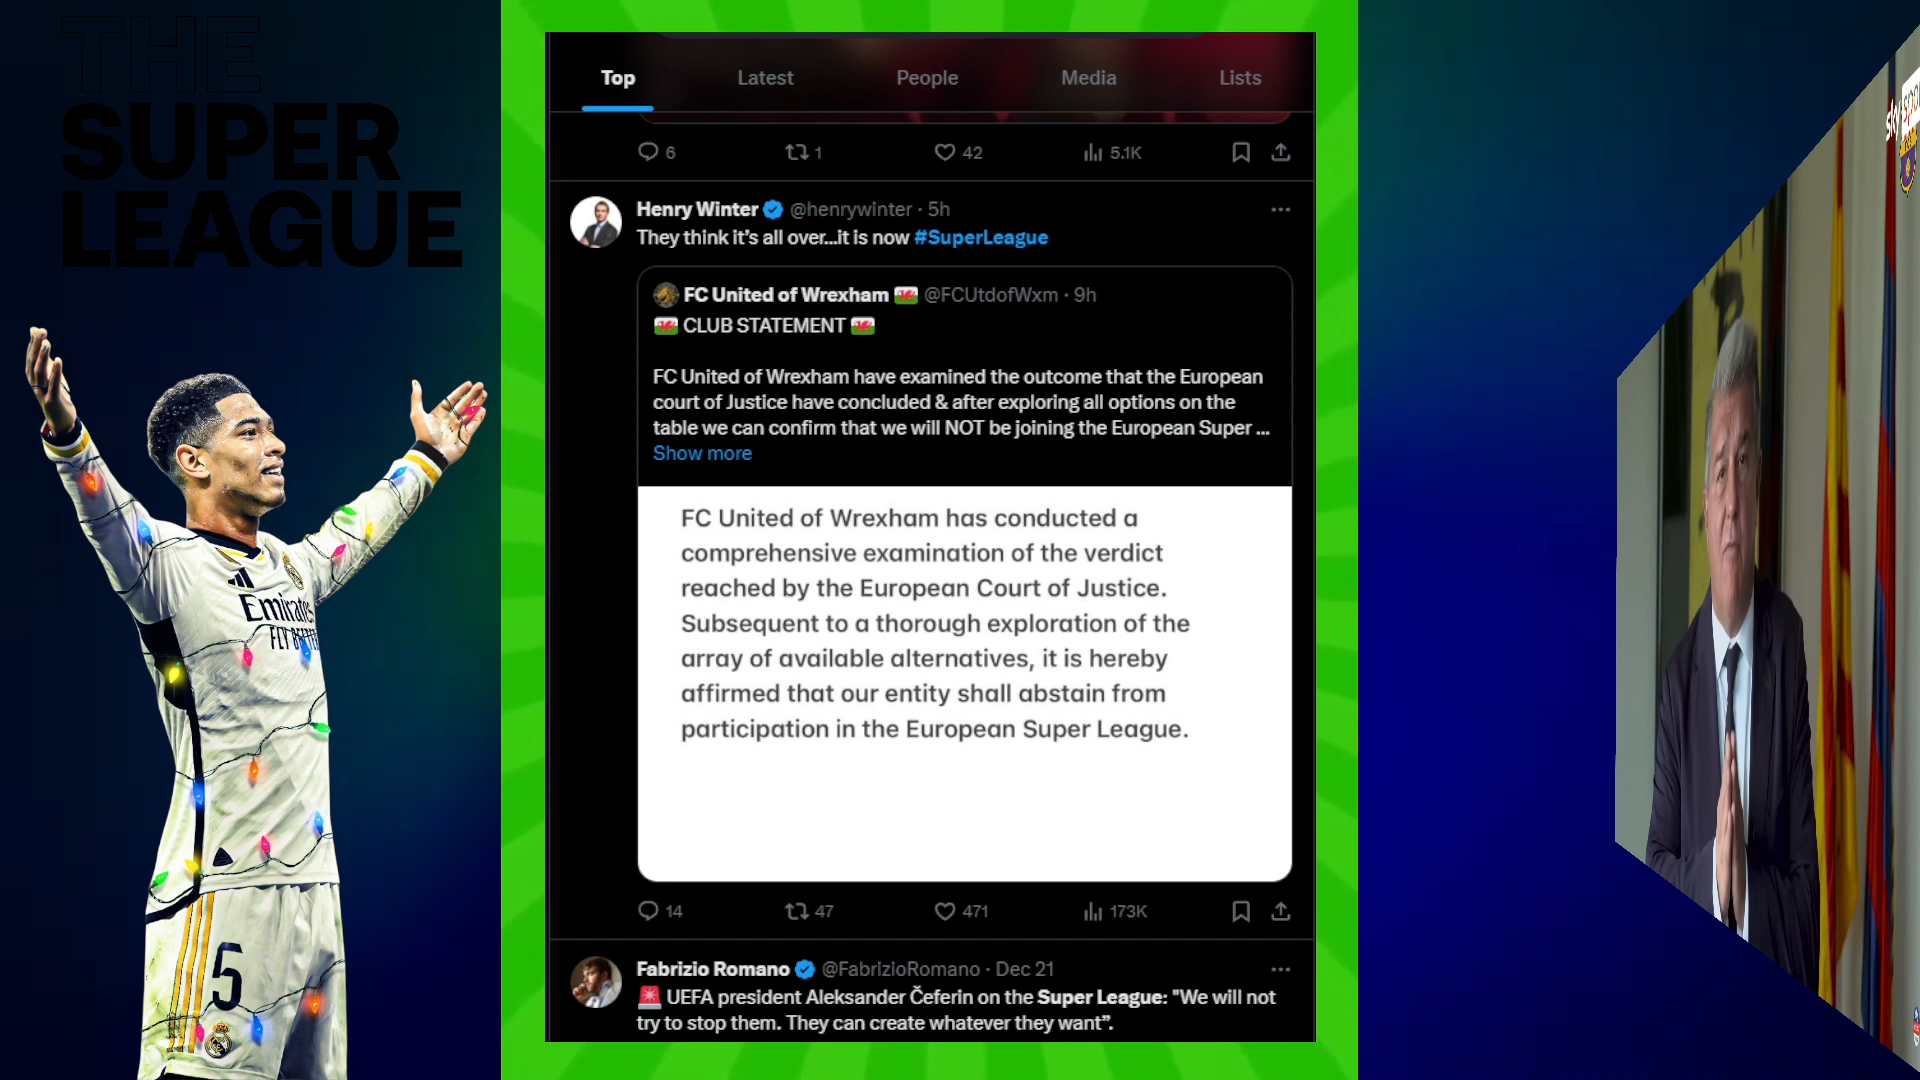 THE
SUPER
LEAGUE
Emirates
FLY BETTER
5
Top
Latest
People
Media
Lists
6
1
42
5.1K
Henry Winter @henrywinter · 5h
They think it's all over...it is now #SuperLeague
FC United of Wrexham @FCUtdofWxm · 9h
CLUB STATEMENT
FC United of Wrexham have examined the outcome that the European
court of Justice have concluded & after exploring all options on the
table we can confirm that we will NOT be joining the European Super ...
Show more
FC United of Wrexham has conducted a
comprehensive examination of the verdict
reached by the European Court of Justice.
Subsequent to a thorough exploration of the
array of available alternatives, it is hereby
affirmed that our entity shall abstain from
participation in the European Super League.
14
47
471
173K
Fabrizio Romano @FabrizioRomano · Dec 21
UEFA president Aleksander Čeferin on the Super League: "We will not
try to stop them. They can create whatever they want”.
sky